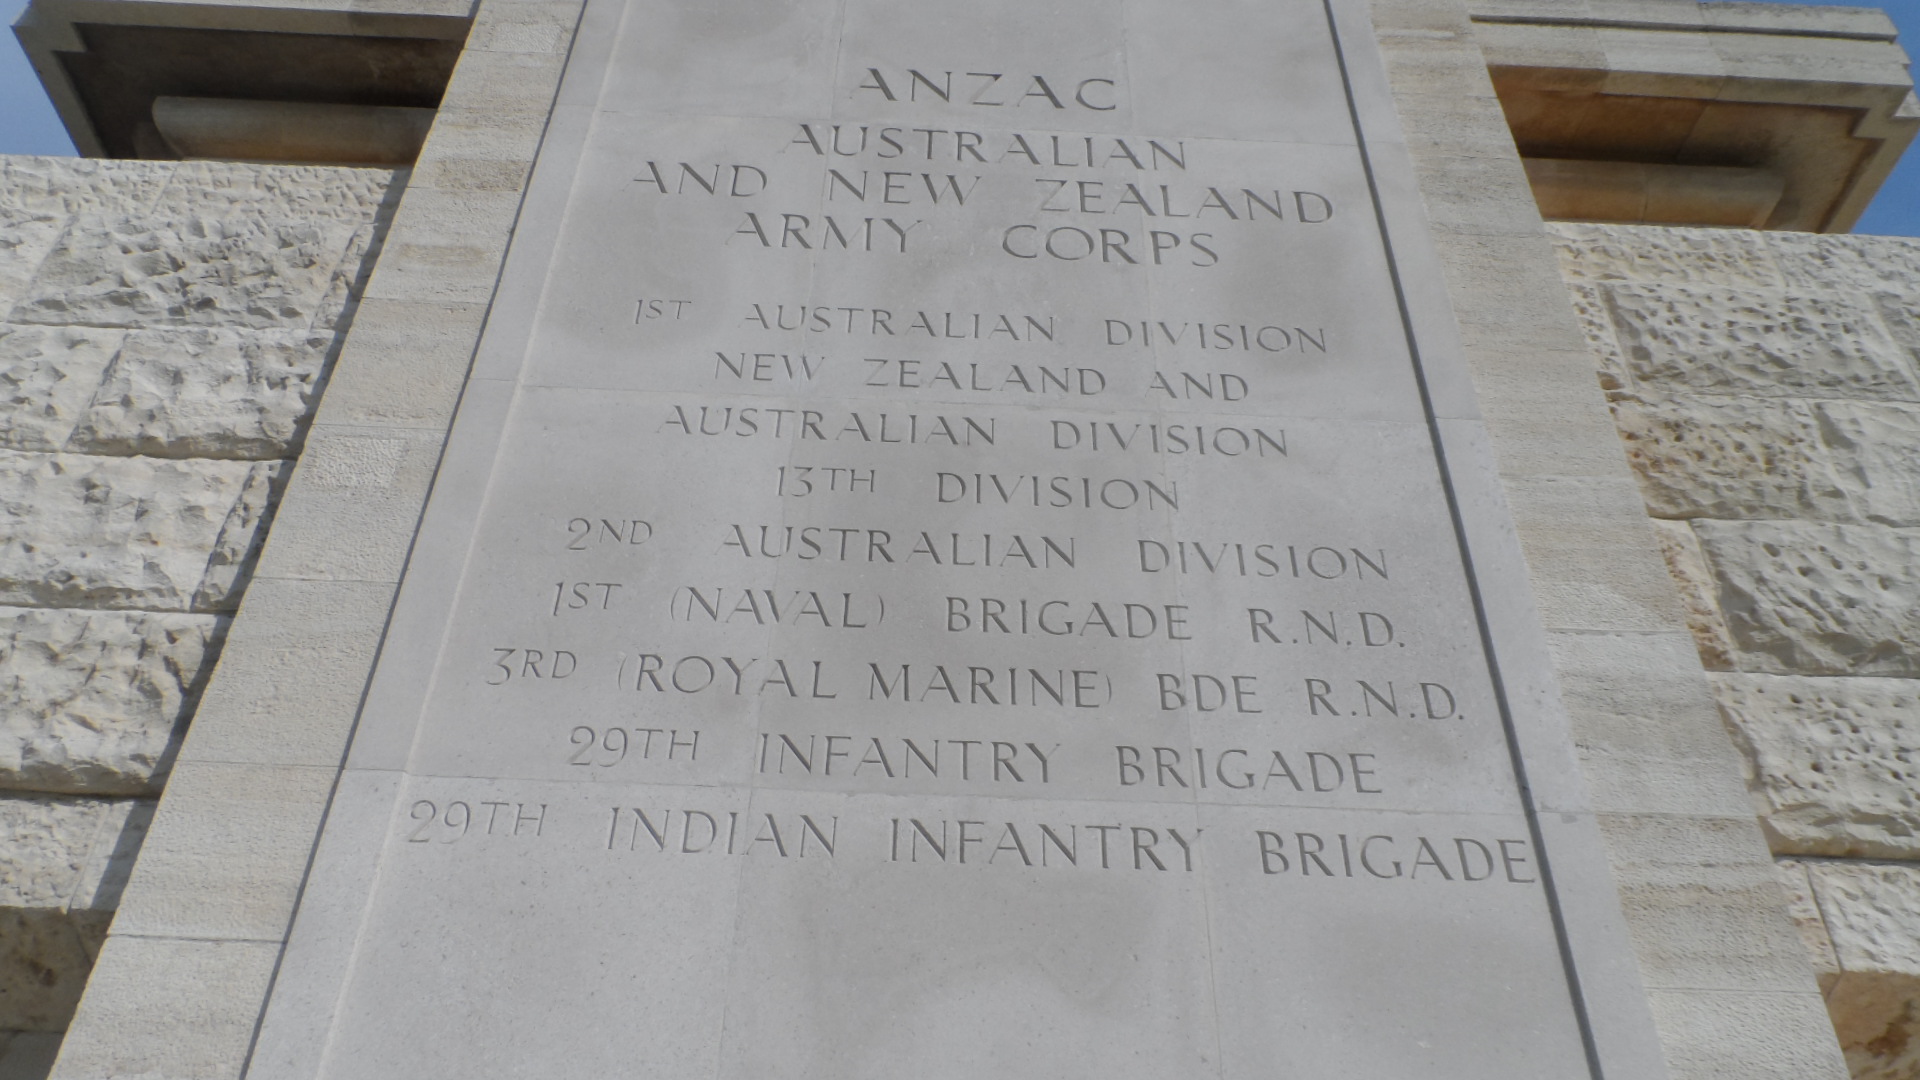 ANZAC
AUSTRALIAN
AND NEW ZEALAND
ARMY CORPS
1ST AUSTRALIAN DIVISION
NEW ZEALAND AND
AUSTRALIAN DIVISION
13TH DIVISION
2ND AUSTRALIAN DIVISION
1ST (NAVAL) BRIGADE R.N.D.
3RD (ROYAL MARINE) BDE R.N.D.
29TH INFANTRY BRIGADE
29TH INDIAN INFANTRY BRIGADE